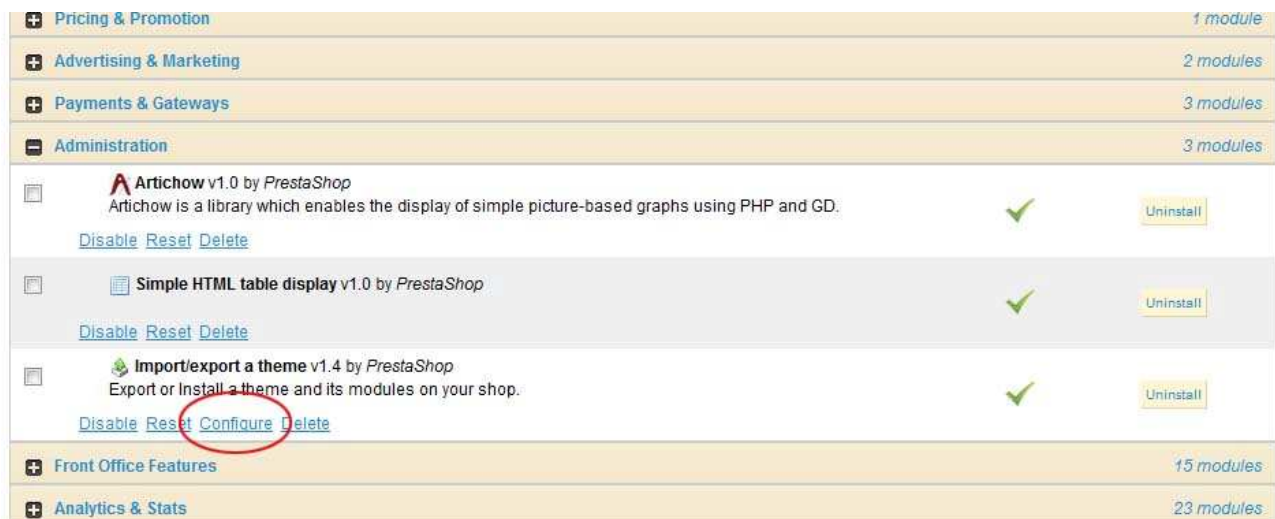 Pricing & Promotion 1 module
Advertising & Marketing 2 modules
Payments & Gateways 3 modules
Administration 3 modules
Artichow v1.0 by PrestaShop
Artichow is a library which enables the display of simple picture-based graphs using PHP and GD.
Uninstall
Disable Reset Delete
Simple HTML table display v1.0 by PrestaShop
Uninstall
Disable Reset Delete
Import/export a theme v1.4 by PrestaShop
Export or Install a theme and its modules on your shop.
Uninstall
Disable Reset Configure Delete
Front Office Features 15 modules
Analytics & Stats 23 modules